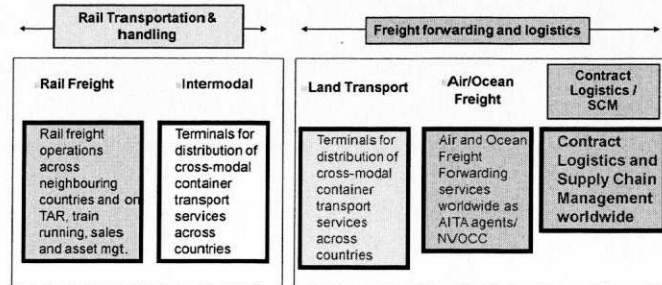 Rail Transportation &
handling
Freight forwarding and logistics
Rail Freight
Intermodal
Land Transport
Air/Ocean
Freight
Contract
Logistics /
SCM
Rail freight
operations
across
neighbouring
countries and on
TAR, train
running, sales
and asset mgt.
Terminals for
distribution of
cross-modal
container
transport
services
across
countries
Terminals for
distribution of
cross-modal
container
transport
services
across
countries
Air and Ocean
Freight
Forwarding
services
worldwide as
AITA agents/
NVOCC
Contract
Logistics and
Supply Chain
Management
worldwide